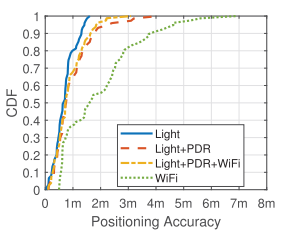 1
0.9
0.8
0.7
0.6
0.5
0.4
0.3
0.2
0.1
0
CDF
Light
Light+PDR
Light+PDR+WiFi
WiFi
0 1m 2m 3m 4m 5m 6m 7m 8m
Positioning Accuracy